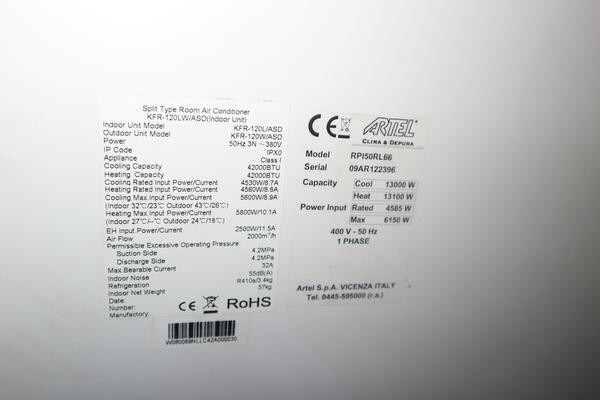 Split Type Room Air Conditioner
KFR-120LW/ASD(Indoor Unit)
Indoor Unit Model KFR-120L/ASD
Outdoor Unit Model KFR-120W/ASD
Power 50Hz 3N ~380V
IP Code IPX0
Appliance Class I
Cooling Capacity 42000BTU
Heating Capacity 42000BTU
Cooling Rated Input Power/Current 4530W/8.7A
Heating Rated Input Power/Current 4560W/8.8A
Cooling Max.Input Power/Current 5600W/8.9A
(Indoor 32℃/23℃ Outdoor 43℃/26℃)
Heating Max.Input Power/Current 5800W/10.1A
(Indoor 27℃/--℃ Outdoor 24℃/18℃)
EH Input Power/Current 2500W/11.5A
Air Flow 2000m³/h
Permissible Excessive Operating Pressure:
Suction Side 4.2MPa
Discharge Side 4.2MPa
Max.Bearable Current 32A
Indoor Noise 55dB(A)
Refrigeration R410a/3.4kg
Indoor Net Weight 57kg
Date:
Number:
Manufactory:
CE RoHS
W080069NLLC42A000030
CE ARTEL
CLIMA & DEPURA
Model RPI50RL66
Serial 09AR122396
Capacity Cool 13000 W
Heat 13100 W
Power Input Rated 4585 W
Max 6150 W
400 V - 50 Hz
1 PHASE
Artel S.p.A. VICENZA ITALY
Tel. 0445-595000 (r.a.)